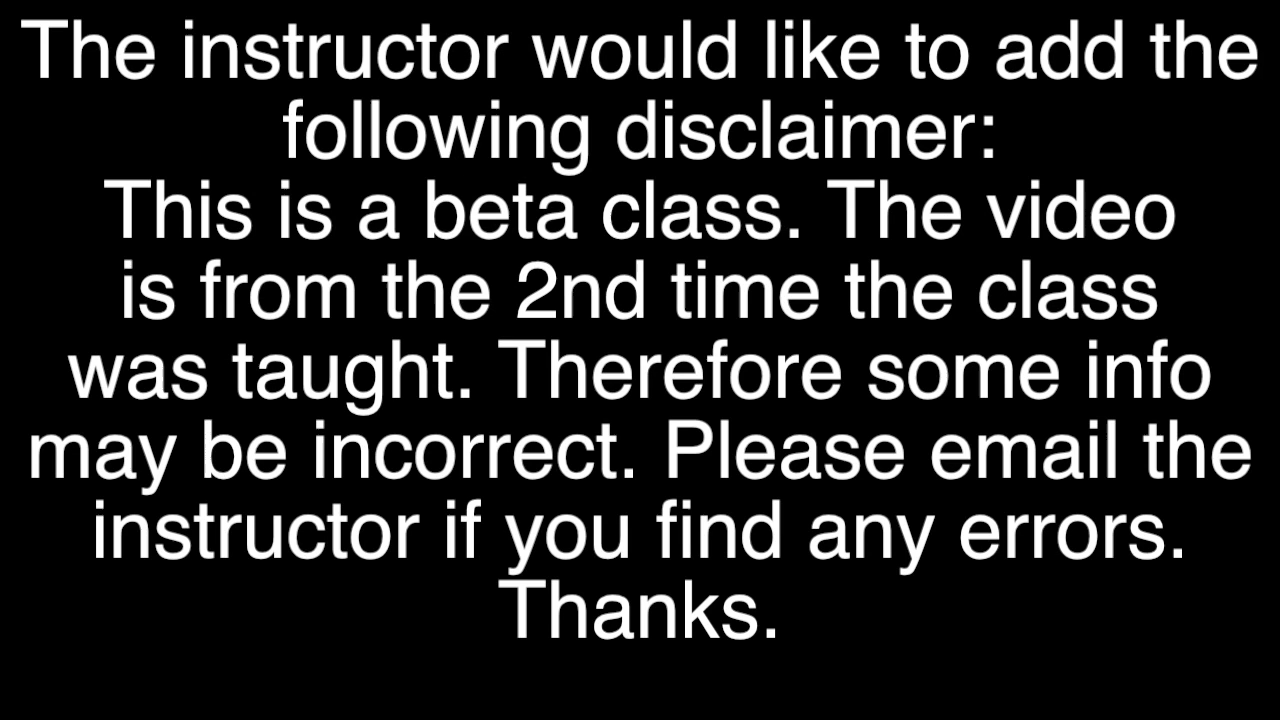 The instructor would like to add the
following disclaimer:
This is a beta class. The video
is from the 2nd time the class
was taught. Therefore some info
may be incorrect. Please email the
instructor if you find any errors.
Thanks.